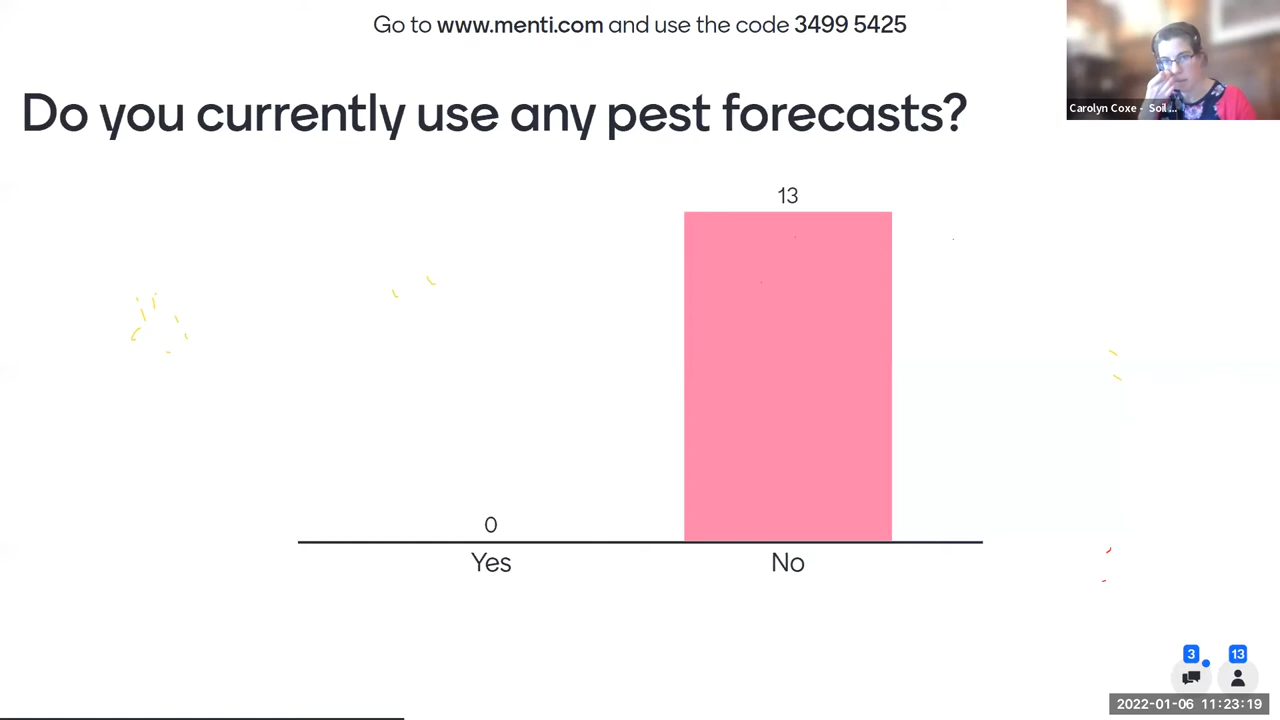 Go to www.menti.com and use the code 3499 5425
Carolyn Coxe - Soil ...
Do you currently use any pest forecasts?
13
0
Yes
No
3
13
2022-01-06 11:23:19